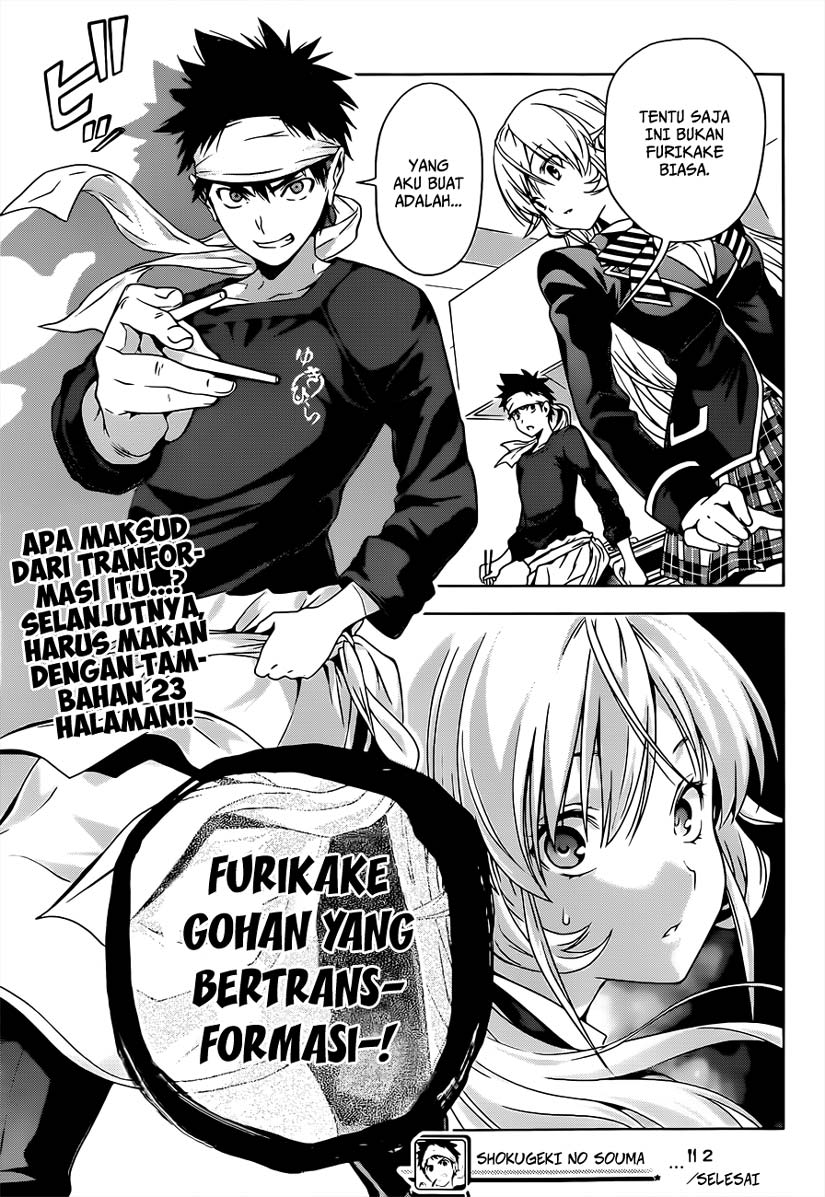 TENTU SAJA
INI BUKAN
FURIKAKE
BIASA.
YANG
AKU BUAT
ADALAH...
ビッ
ゆきひら
APA MAKSUD
DARI TRANFOR-
MASI ITU...?
SELANJUTNYA,
HARUS MAKAN
DENGAN TAM-
BAHAN 23
HALAMAN!!
FURIKAKE
GOHAN YANG
BERTRANS-
FORMASI-!
SHOKUGEKI NO SOUMA ...!! 2
/SELESAI